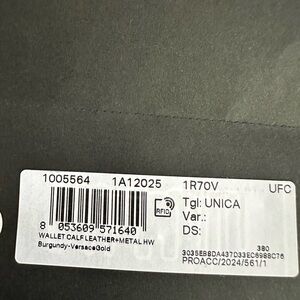 1005564 1A12025 1R70V UFC
RFID
Tgl: UNICA
Var.:
DS:
8 053609 571640
WALLET CALF LEATHER+METAL HW
Burgundy-VersaceGold
380
3035EB8DA437D33EC6988C76
PROACC/2024/561/1